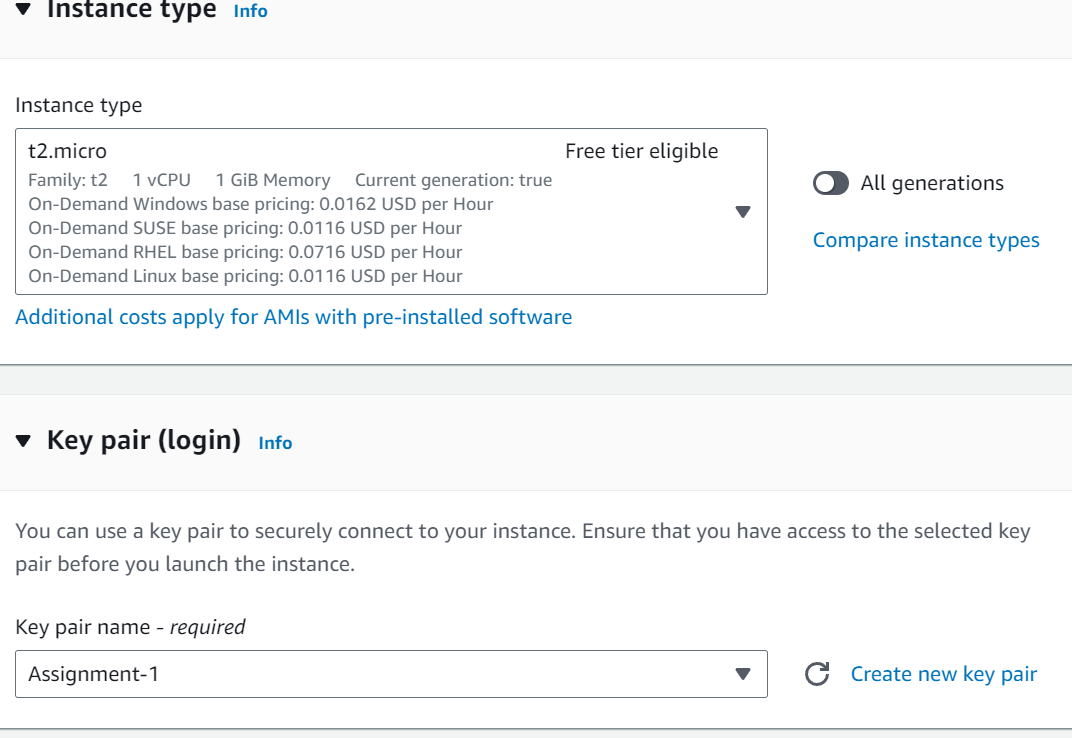 Instance type Info
Instance type
t2.micro Free tier eligible
Family: t2 1 vCPU 1 GiB Memory Current generation: true
On-Demand Windows base pricing: 0.0162 USD per Hour
On-Demand SUSE base pricing: 0.0116 USD per Hour
On-Demand RHEL base pricing: 0.0716 USD per Hour
On-Demand Linux base pricing: 0.0116 USD per Hour
All generations
Compare instance types
Additional costs apply for AMIs with pre-installed software
Key pair (login) Info
You can use a key pair to securely connect to your instance. Ensure that you have access to the selected key
pair before you launch the instance.
Key pair name - required
Assignment-1
Create new key pair